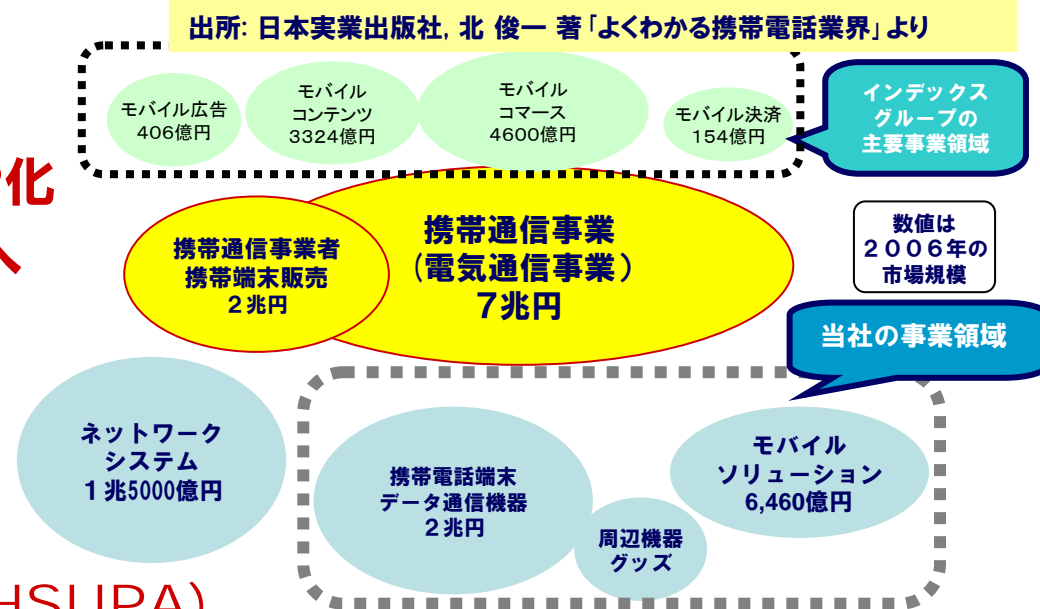 出所: 日本実業出版社, 北 俊一 著「よくわかる携帯電話業界」より
モバイル広告
406億円
モバイル
コンテンツ
3324億円
モバイル
コマース
4600億円
モバイル決済
154億円
インデックス
グループの
主要事業領域
化
携帯通信事業者
携帯端末販売
2兆円
携帯通信事業
(電気通信事業)
7兆円
数値は
2006年の
市場規模
当社の事業領域
ネットワーク
システム
1兆5000億円
携帯電話端末
データ通信機器
2兆円
周辺機器
グッズ
モバイル
ソリューション
6,460億円
HSUPA)